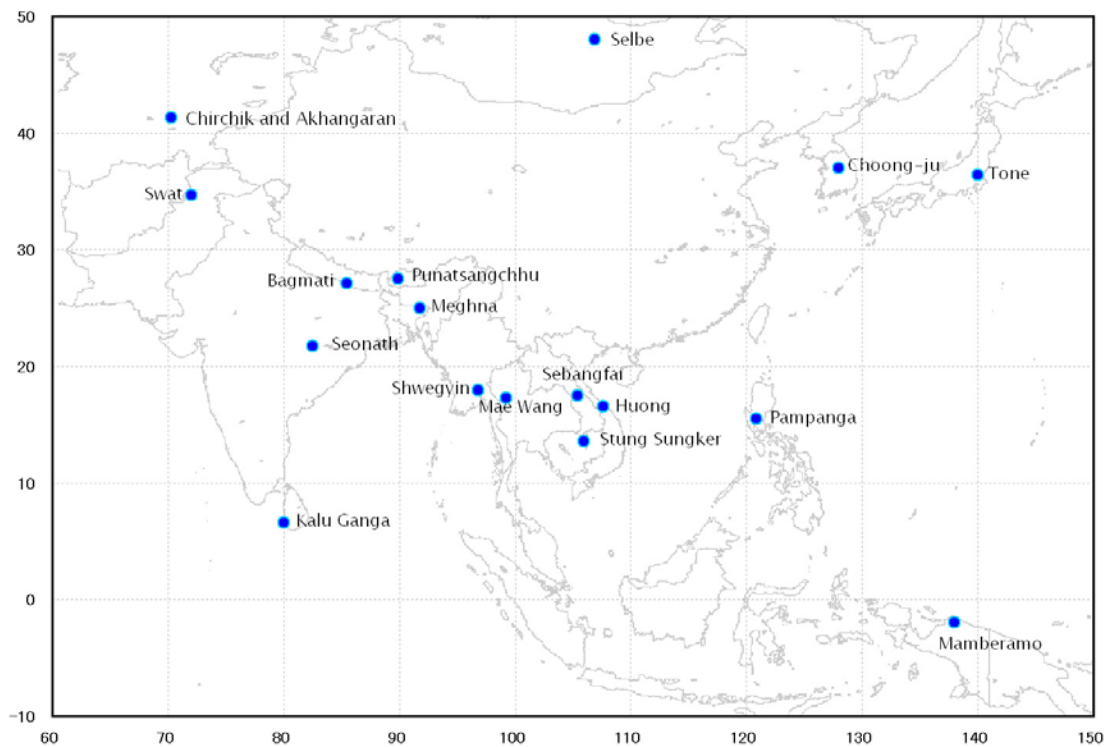 50
Selbe
Chirchik and Akhangaran
40
Choong-ju
Tone
Swat
30
Punatsangchhu
Bagmati
Meghna
Seonath
20
Sebangfai
Shwegyin
Mae Wang
Huong
Pampanga
Stung Sungker
10
Kalu Ganga
0
Mamberamo
-10
60 70 80 90 100 110 120 130 140 150